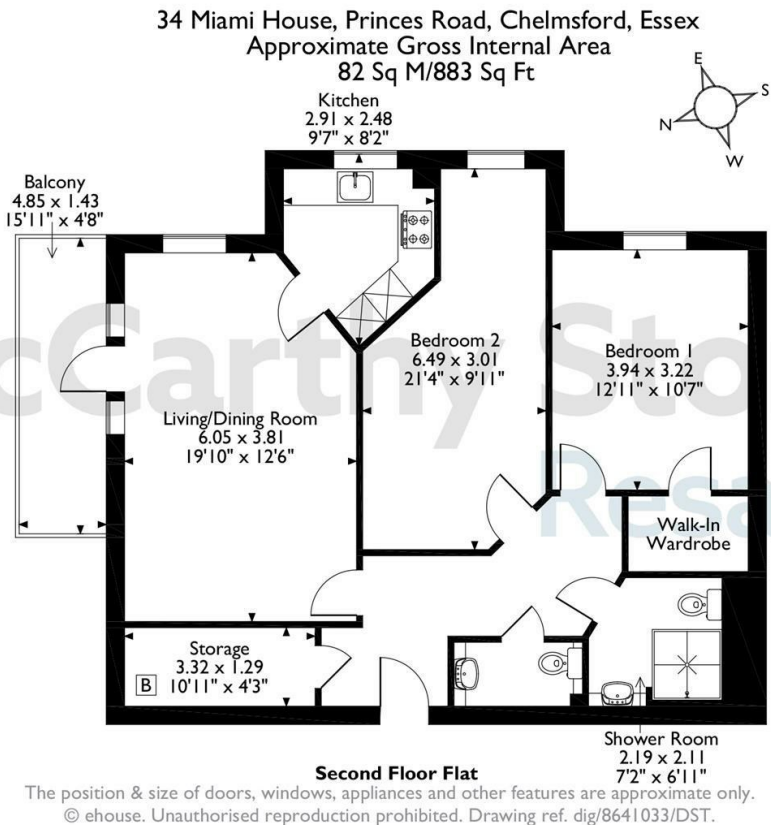 34 Miami House, Princes Road, Chelmsford, Essex
Approximate Gross Internal Area
82 Sq M/883 Sq Ft
E
S
N
W
Kitchen
2.91 x 2.48
9'7" x 8'2"
Balcony
4.85 x 1.43
15'11" x 4'8"
Bedroom 2
6.49 x 3.01
21'4" x 9'11"
Bedroom 1
3.94 x 3.22
12'11" x 10'7"
cCarthy Sto
Living/Dining Room
6.05 x 3.81
19'10" x 12'6"
Resa
Walk-In
Wardrobe
Storage
3.32 x 1.29
10'11" x 4'3"
B
Shower Room
2.19 x 2.11
7'2" x 6'11"
Second Floor Flat
The position & size of doors, windows, appliances and other features are approximate only.
© ehouse. Unauthorised reproduction prohibited. Drawing ref. dig/8641033/DST.